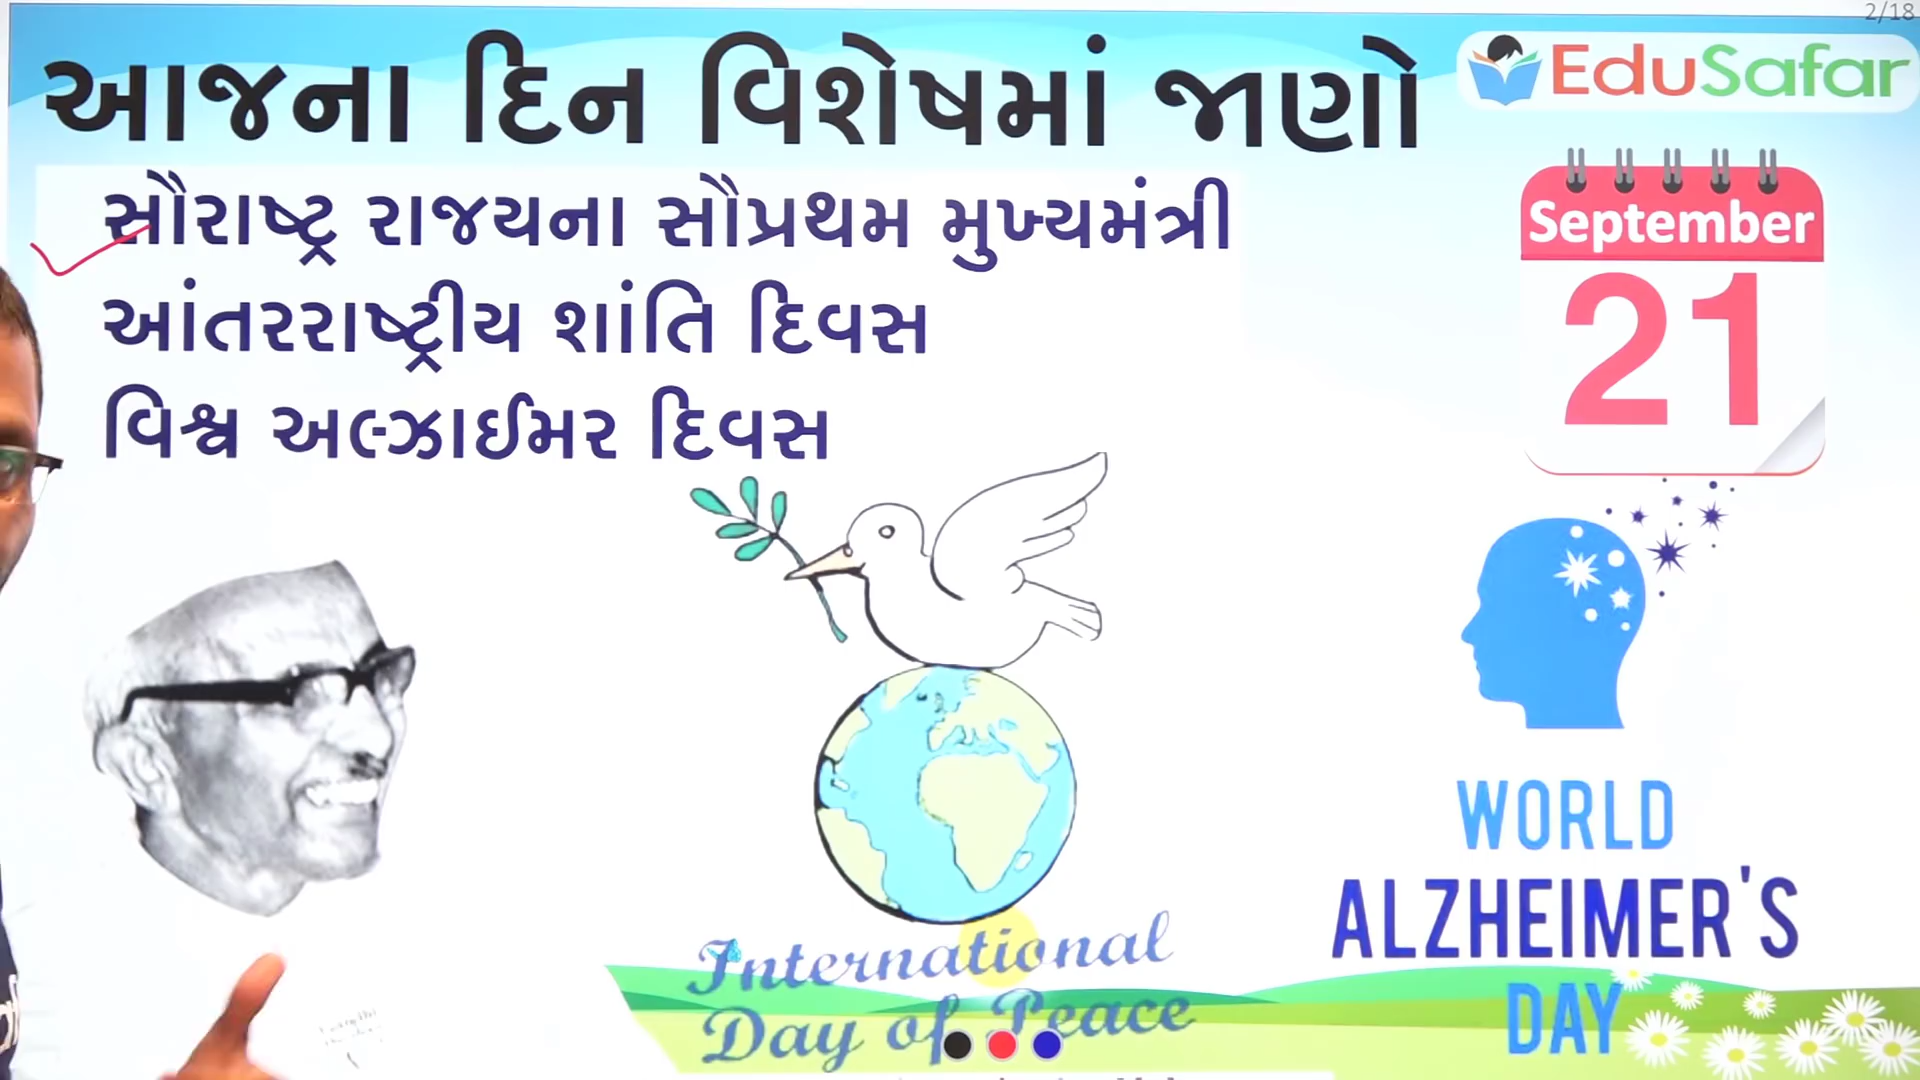 2/18
આજના દિન વિશેષમાં જાણો
EduSafar
સૌરાષ્ટ્ર રાજયના સૌપ્રથમ મુખ્યમંત્રી
આંતરરાષ્ટ્રીય શાંતિ દિવસ
વિશ્વ અલ્ઝાઈમર દિવસ
September
21
International
Day of Peace
WORLD
ALZHEIMER'S
DAY